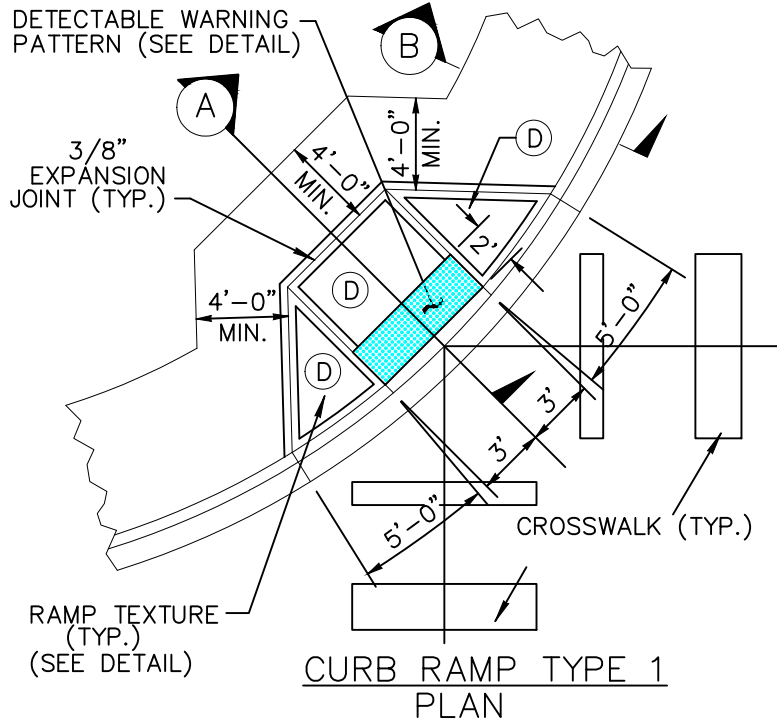 DETECTABLE WARNING
PATTERN (SEE DETAIL)
B
A
3/8"
EXPANSION
JOINT (TYP.)
4'-0"
MIN.
4'-0"
MIN.
D
2'
D
4'-0"
MIN.
D
5'-0"
3'
3'
5'-0"
CROSSWALK (TYP.)
RAMP TEXTURE
(TYP.)
(SEE DETAIL)
CURB RAMP TYPE 1
PLAN